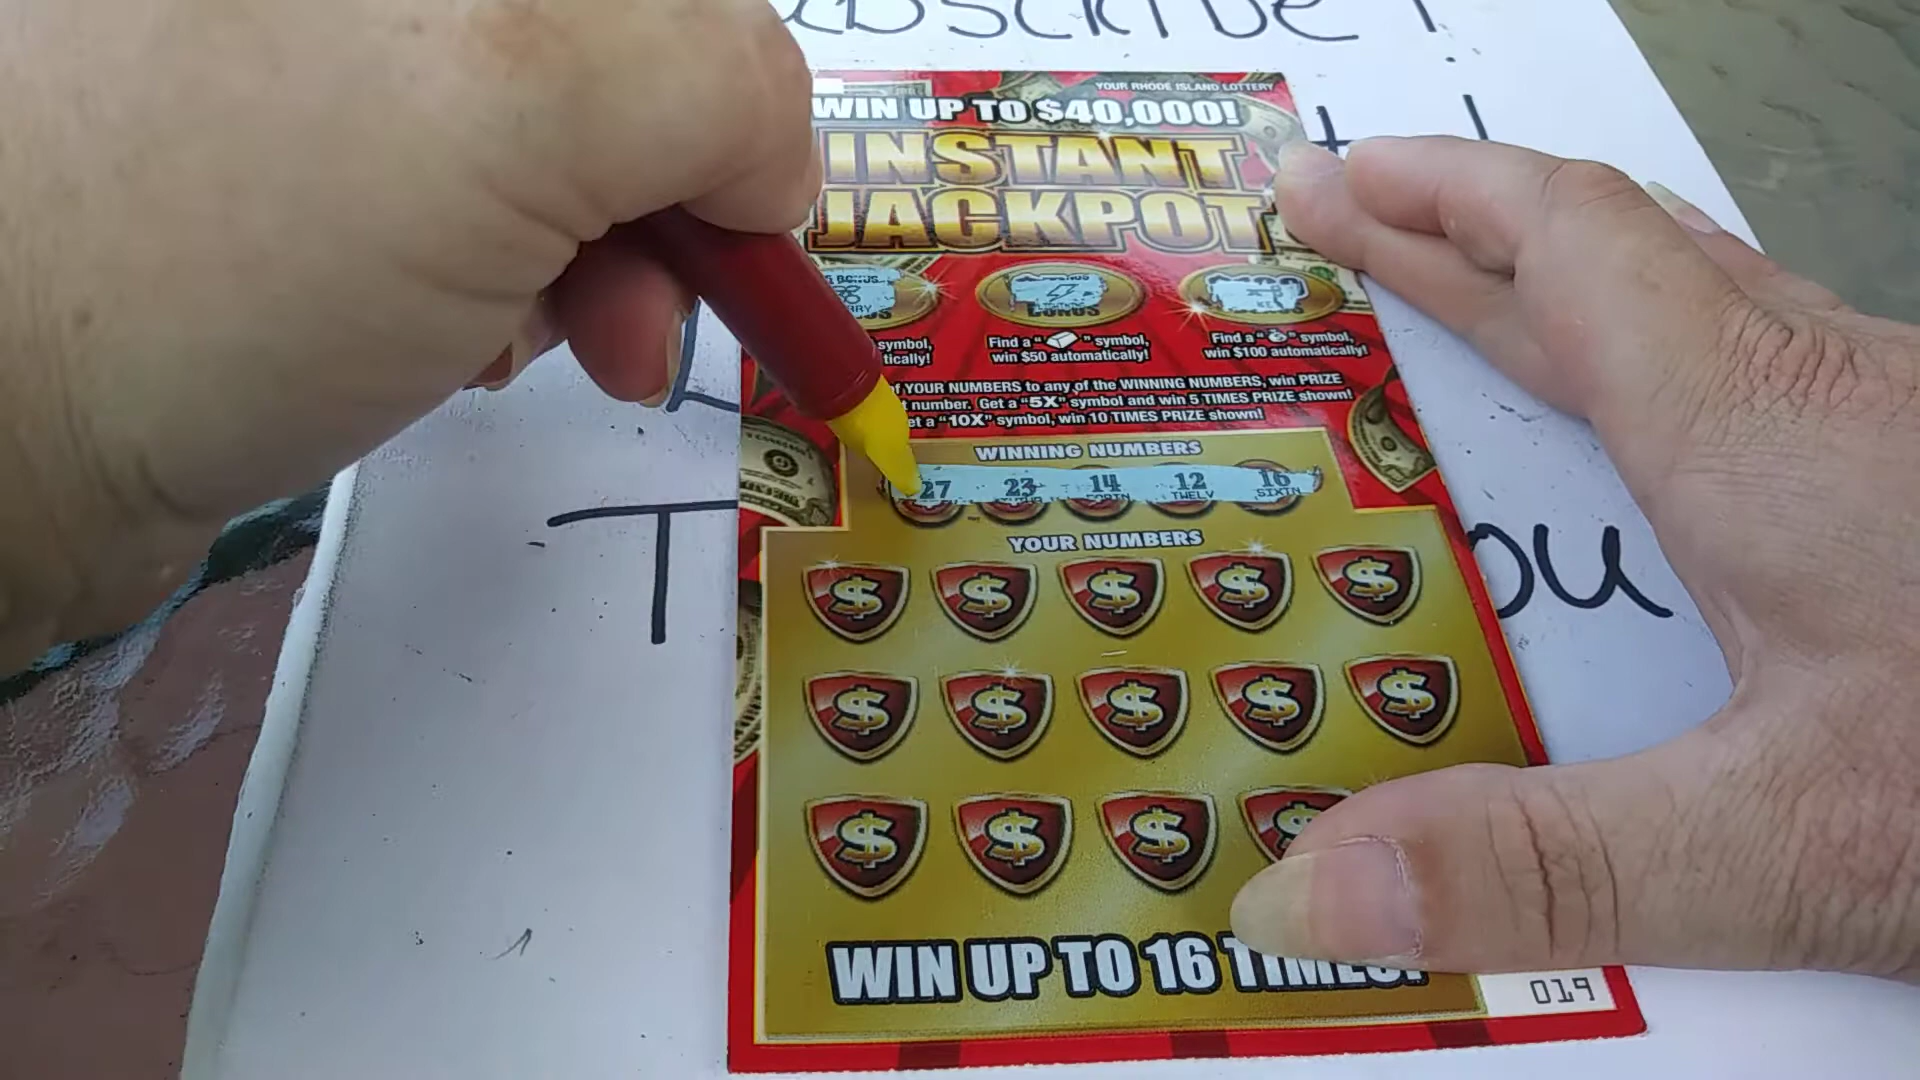 YOUR RHODE ISLAND LOTTERY
WIN UP TO $40,000!
INSTANT
JACKPOT
BONUS
symbol,
tically!
Find a " " symbol,
win $50 automatically!
Find a " " symbol,
win $100 automatically!
of YOUR NUMBERS to any of the WINNING NUMBERS, win PRIZE
number. Get a "5X" symbol and win 5 TIMES PRIZE shown!
et a "10X" symbol, win 10 TIMES PRIZE shown!
WINNING NUMBERS
27 23 14 12 16
TWELV SIXTN
YOUR NUMBERS
$ $ $ $ $
$ $ $ $ $
$ $ $ $
WIN UP TO 16 TIMES!
019